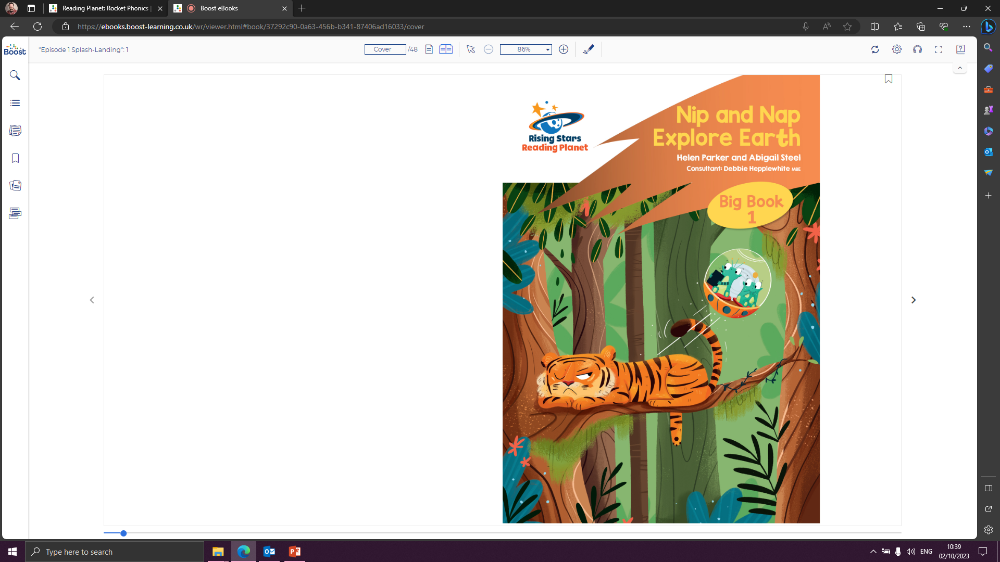 Reading Planet: Rocket Phonics |
Boost eBooks
https://ebooks.boost-learning.co.uk/wr/viewer.html#book/37292c90-0a63-456b-b341-87406ad16033/cover
Boost
"Episode 1 Splash-Landing": 1
Cover /48
86%
Rising Stars
Reading Planet
Nip and Nap
Explore Earth
Helen Parker and Abigail Steel
Consultant: Debbie Hepplewhite MBE
Big Book
1
Type here to search
ENG
10:39
02/10/2023